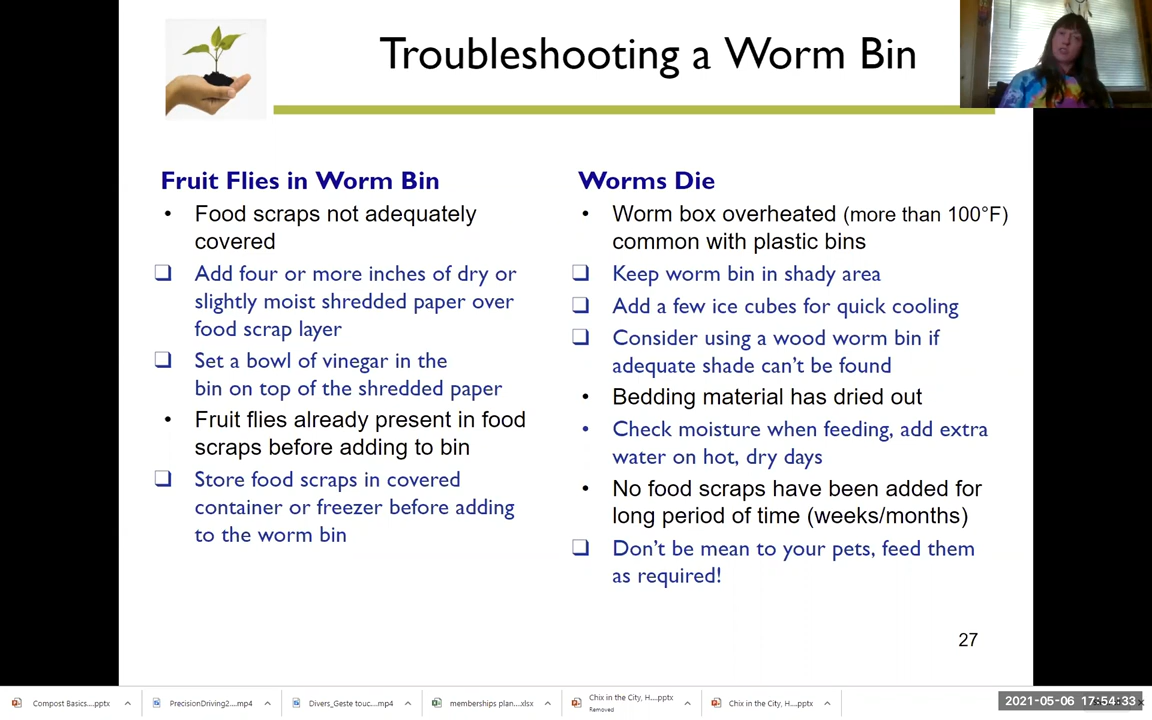 Troubleshooting a Worm Bin
Fruit Flies in Worm Bin
• Food scraps not adequately
covered
❑ Add four or more inches of dry or
slightly moist shredded paper over
food scrap layer
❑ Set a bowl of vinegar in the
bin on top of the shredded paper
• Fruit flies already present in food
scraps before adding to bin
❑ Store food scraps in covered
container or freezer before adding
to the worm bin
Worms Die
• Worm box overheated (more than 100°F)
common with plastic bins
❑ Keep worm bin in shady area
❑ Add a few ice cubes for quick cooling
❑ Consider using a wood worm bin if
adequate shade can’t be found
• Bedding material has dried out
• Check moisture when feeding, add extra
water on hot, dry days
• No food scraps have been added for
long period of time (weeks/months)
❑ Don’t be mean to your pets, feed them
as required!
27
Compost Basics....pptx
PrecisionDriving2....mp4
Divers_Geste touc....mp4
memberships plan....xlsx
Chix in the City, H....pptx
Removed
Chix in the City, H....pptx
2021-05-06 17:54:33